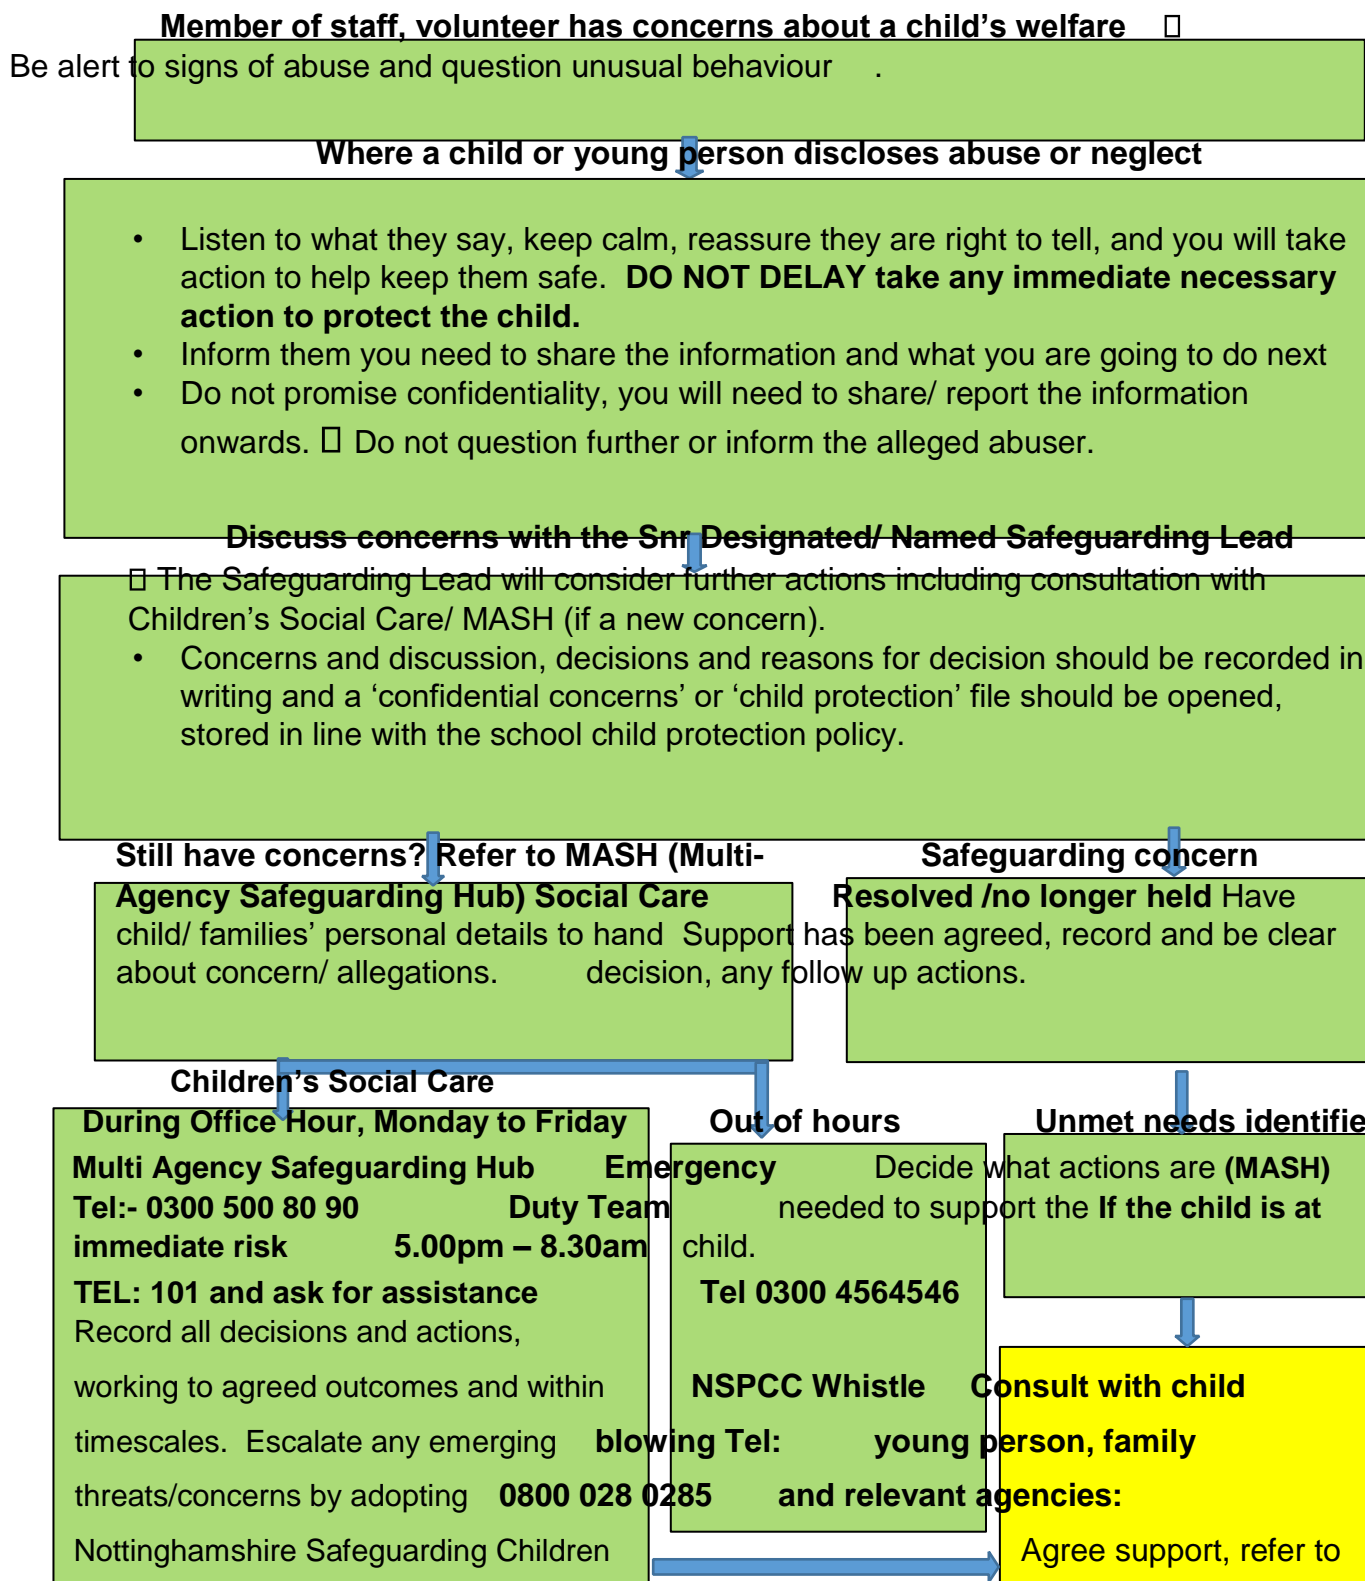 Member of staff, volunteer has concerns about a child’s welfare 
Be alert to signs of abuse and question unusual behaviour .
Where a child or young person discloses abuse or neglect
• Listen to what they say, keep calm, reassure they are right to tell, and you will take
action to help keep them safe. DO NOT DELAY take any immediate necessary
action to protect the child.
• Inform them you need to share the information and what you are going to do next
• Do not promise confidentiality, you will need to share/ report the information
onwards.  Do not question further or inform the alleged abuser.
Discuss concerns with the Snr Designated/ Named Safeguarding Lead
 The Safeguarding Lead will consider further actions including consultation with
Children’s Social Care/ MASH (if a new concern).
• Concerns and discussion, decisions and reasons for decision should be recorded in
writing and a ‘confidential concerns’ or ‘child protection’ file should be opened,
stored in line with the school child protection policy.
Still have concerns? Refer to MASH (Multi- Safeguarding concern
Agency Safeguarding Hub) Social Care Resolved /no longer held Have
child/ families’ personal details to hand Support has been agreed, record and be clear
about concern/ allegations. decision, any follow up actions.
Children’s Social Care
During Office Hour, Monday to Friday Out of hours Unmet needs identifie
Multi Agency Safeguarding Hub Emergency Decide what actions are (MASH)
Tel:- 0300 500 80 90 Duty Team needed to support the If the child is at
immediate risk 5.00pm – 8.30am child.
TEL: 101 and ask for assistance Tel 0300 4564546
Record all decisions and actions,
working to agreed outcomes and within NSPCC Whistle Consult with child
timescales. Escalate any emerging blowing Tel: young person, family
threats/concerns by adopting 0800 028 0285 and relevant agencies:
Nottinghamshire Safeguarding Children Agree support, refer to